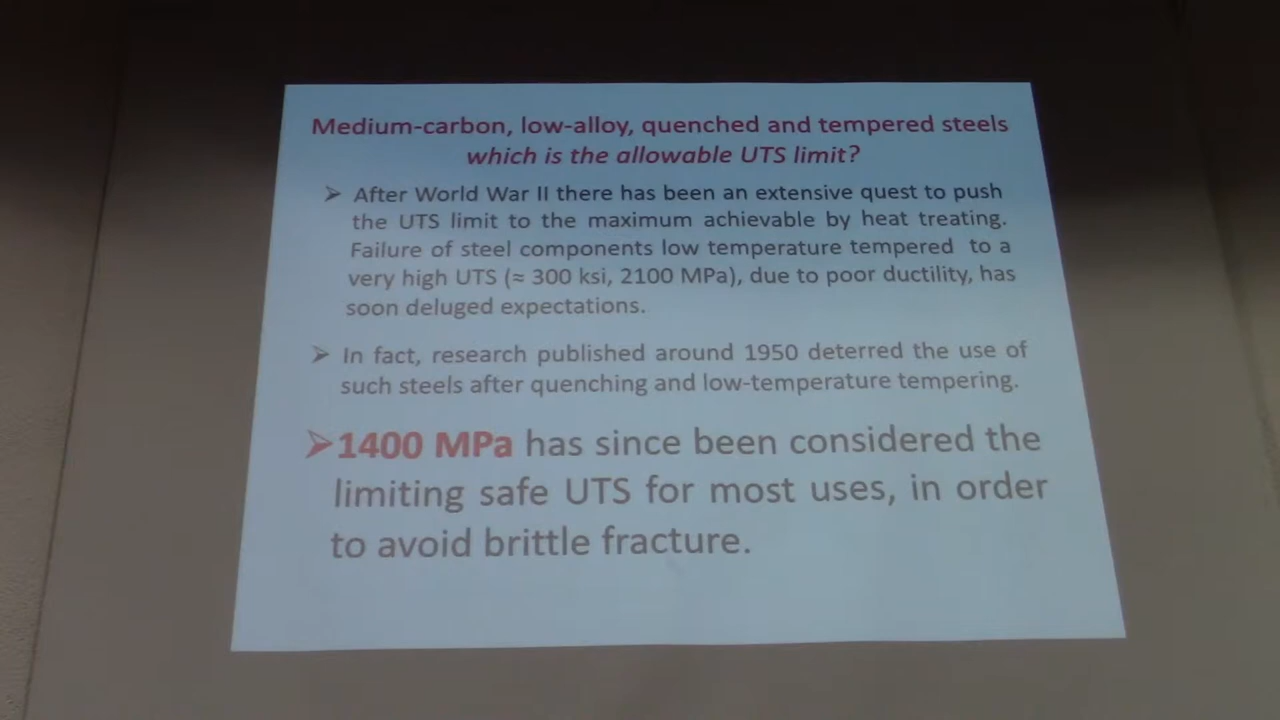 Medium-carbon, low-alloy, quenched and tempered steels
which is the allowable UTS limit?
➢ After World War II there has been an extensive quest to push
the UTS limit to the maximum achievable by heat treating.
Failure of steel components low temperature tempered to a
very high UTS (≈ 300 ksi, 2100 MPa), due to poor ductility, has
soon deluged expectations.
➢ In fact, research published around 1950 deterred the use of
such steels after quenching and low-temperature tempering.
➢1400 MPa has since been considered the
limiting safe UTS for most uses, in order
to avoid brittle fracture.